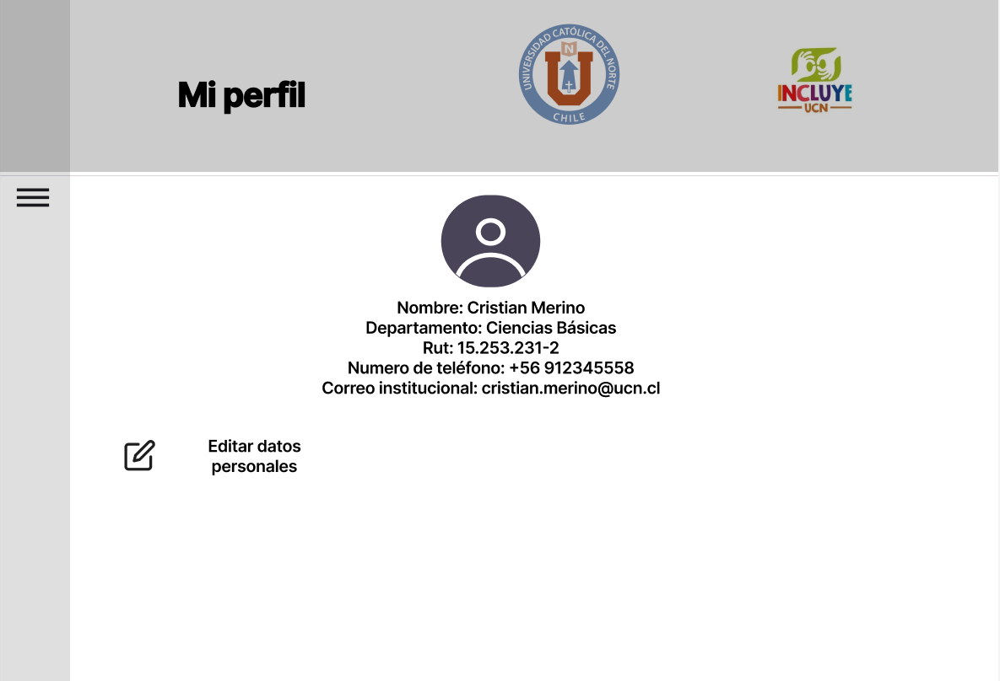 Mi perfil
UNIVERSIDAD CATÓLICA DEL NORTE
N
U
CHILE
INCLUYE
UCN
Nombre: Cristian Merino
Departamento: Ciencias Básicas
Rut: 15.253.231-2
Numero de teléfono: +56 912345558
Correo institucional: cristian.merino@ucn.cl
Editar datos
personales